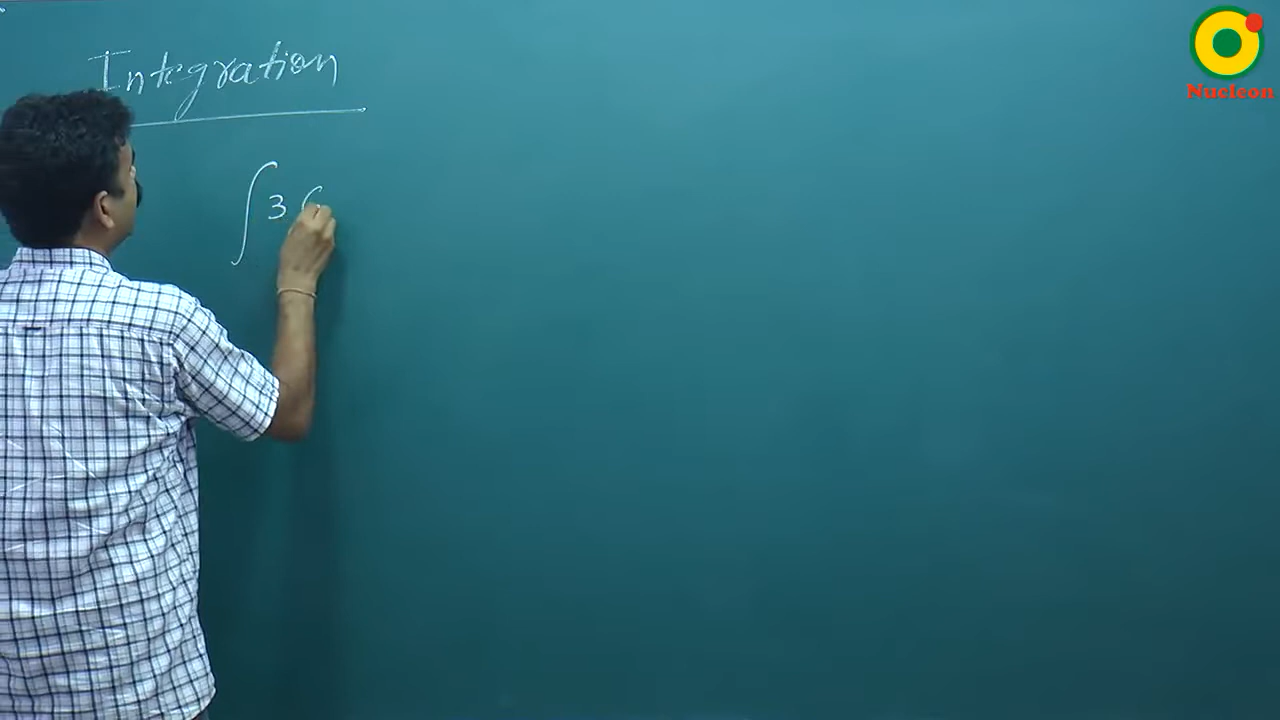 Integration
∫ 3 (
Nucleon